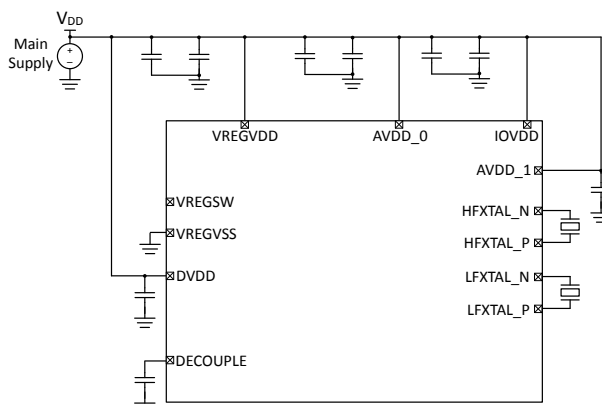 VDD
Main
Supply
+
–
VREGVDD
AVDD_0
IOVDD
AVDD_1
VREGSW
HFXTAL_N
VREGVSS
HFXTAL_P
DVDD
LFXTAL_N
LFXTAL_P
DECOUPLE